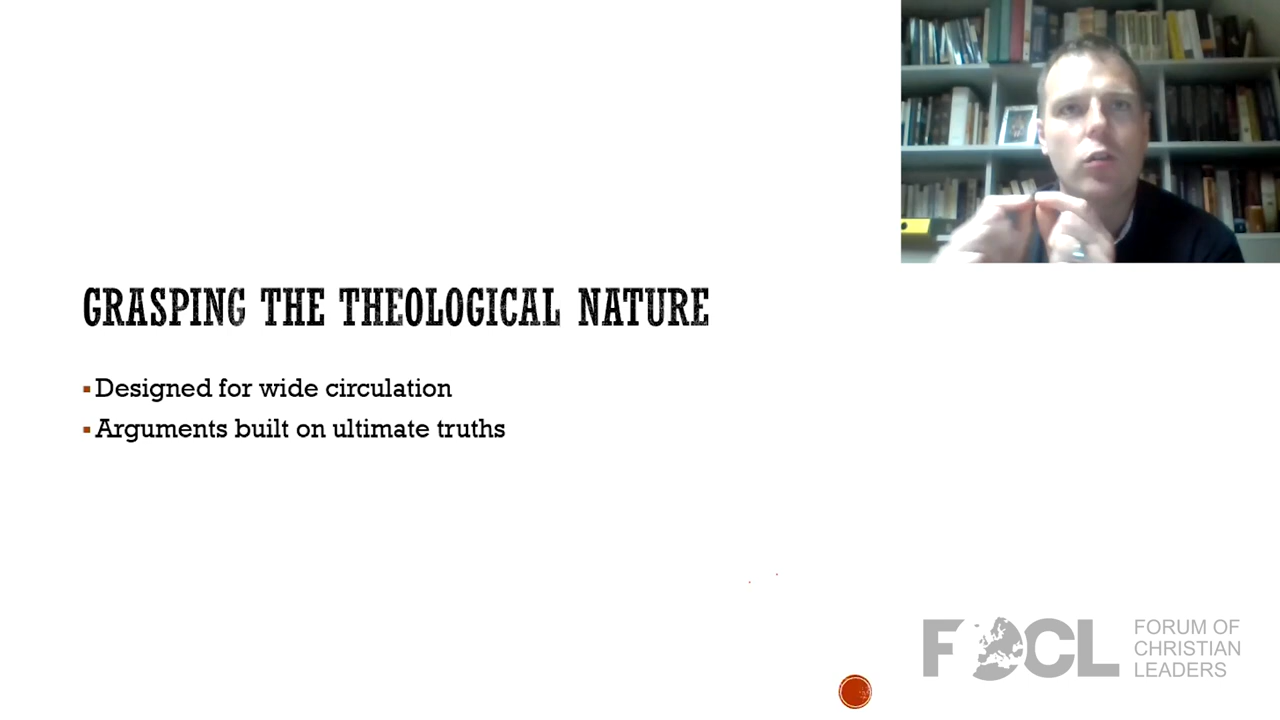 GRASPING THE THEOLOGICAL NATURE
Designed for wide circulation
Arguments built on ultimate truths
FOCL
FORUM OF
CHRISTIAN
LEADERS